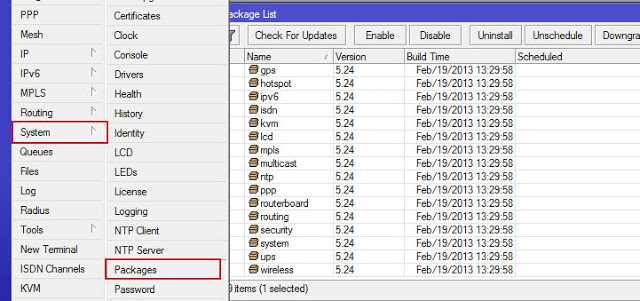 PPP
Mesh
IP
IPv6
MPLS
Routing
System
Queues
Files
Log
Radius
Tools
New Terminal
ISDN Channels
KVM
Certificates
Clock
Console
Drivers
Health
History
Identity
LCD
LEDs
License
Logging
NTP Client
NTP Server
Packages
Password
ackage List
Check For Updates Enable Disable Uninstall Unschedule Downgra
Name / Version Build Time Scheduled
gps 5.24 Feb/19/2013 13:29:58
hotspot 5.24 Feb/19/2013 13:29:58
ipv6 5.24 Feb/19/2013 13:29:58
isdn 5.24 Feb/19/2013 13:29:58
kvm 5.24 Feb/19/2013 13:29:58
lcd 5.24 Feb/19/2013 13:29:58
mpls 5.24 Feb/19/2013 13:29:58
multicast 5.24 Feb/19/2013 13:29:58
ntp 5.24 Feb/19/2013 13:29:58
ppp 5.24 Feb/19/2013 13:29:58
routerboard 5.24 Feb/19/2013 13:29:58
routing 5.24 Feb/19/2013 13:29:58
security 5.24 Feb/19/2013 13:29:58
system 5.24 Feb/19/2013 13:29:58
ups 5.24 Feb/19/2013 13:29:58
wireless 5.24 Feb/19/2013 13:29:58
9 items (1 selected)